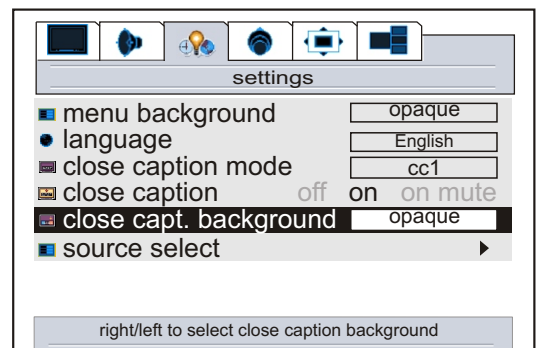 settings
menu background opaque
language English
close caption mode cc1
close caption off on on mute
close capt. background opaque
source select
right/left to select close caption background